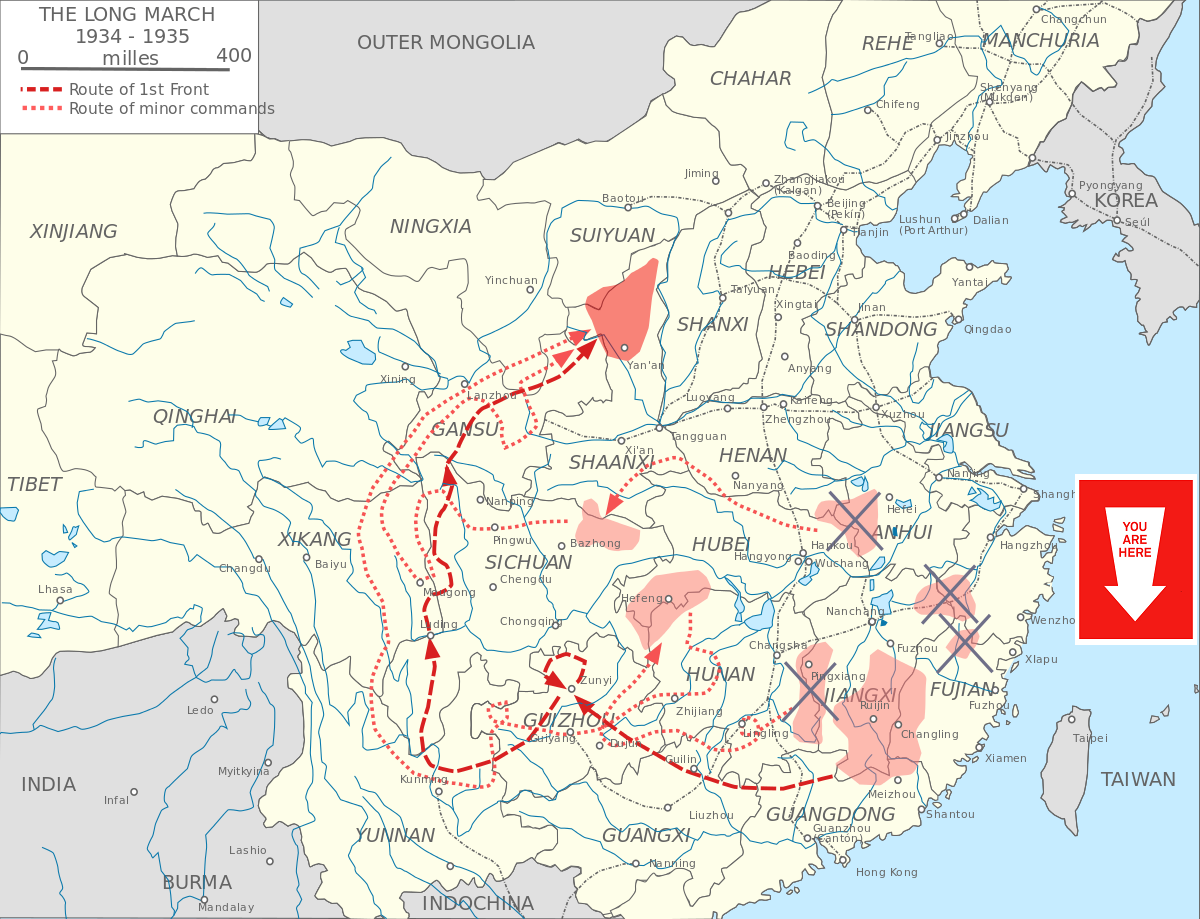 THE LONG MARCH
1934 - 1935
milles
0
400
Route of 1st Front
Route of minor commands
OUTER MONGOLIA
REHE
Tangliao
Changchun
MANCHURIA
CHAHAR
Shenyang
(Mukden)
Chifeng
Jinzhou
Jiming
Zhangjiakou
(Kalgan)
Baotou
Beijing
(Pekín)
Tianjin
Lushun
(Port Arthur)
Dalian
Pyongyang
KOREA
Seúl
XINJIANG
NINGXIA
SUIYUAN
Baoding
HEBEI
Yinchuan
Taiyuan
Yantai
Xingtai
Jinan
SHANXI
SHANDONG
Qingdao
Yan'an
Anyang
Xining
Lanzhou
Luoyang
Kaifeng
Xuzhou
Zhengzhou
QINGHAI
GANSU
Tangguan
JIANGSU
Xi'an
SHAANXI
HENAN
Nanjing
Nanyang
TIBET
Nanping
Shangh
Hefei
XIKANG
Pingwu
Bazhong
HUBEI
ANHUI
Hankou
Hangyong
Wuchang
Hangzhou
Changdu
Baiyu
SICHUAN
Chengdu
YOU
ARE
HERE
Lhasa
Maogong
Hefeng
Nanchang
Wenzho
Chongqing
Luding
Changsha
Fuzhou
Xlapu
Zunyi
HUNAN
Pingxiang
JIANGXI
FUJIAN
Ruijin
Fuzhou
Ledo
Zhijiang
GUIZHOU
Guiyang
Dujun
Lingling
Changling
Taipei
Guilin
Xiamen
Myitkyina
Kunming
TAIWAN
INDIA
Infal
Meizhou
Liuzhou
GUANGDONG
Shantou
YUNNAN
GUANGXI
Guanzhou
(Canton)
Lashio
Nanning
Hong Kong
BURMA
Mandalay
INDOCHINA